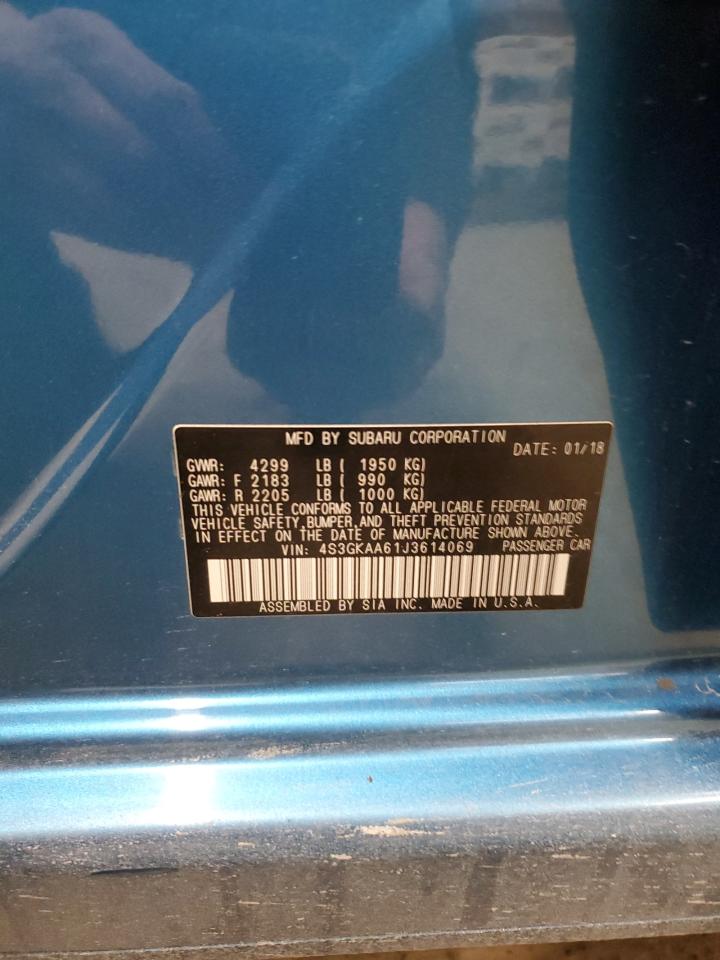 MFD BY SUBARU CORPORATION
DATE: 01/18
GVWR: 4299 LB ( 1950 KG)
GAWR: F 2183 LB ( 990 KG)
GAWR: R 2205 LB ( 1000 KG)
THIS VEHICLE CONFORMS TO ALL APPLICABLE FEDERAL MOTOR
VEHICLE SAFETY, BUMPER, AND THEFT PREVENTION STANDARDS
IN EFFECT ON THE DATE OF MANUFACTURE SHOWN ABOVE.
VIN: 4S3GKAA61J3614069 PASSENGER CAR
ASSEMBLED BY SIA INC. MADE IN U.S.A.